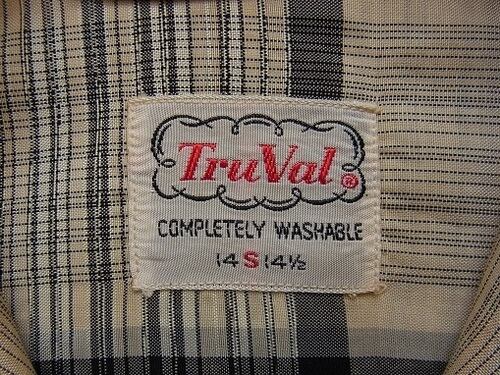 TruVal®
COMPLETELY WASHABLE
14 S 14½